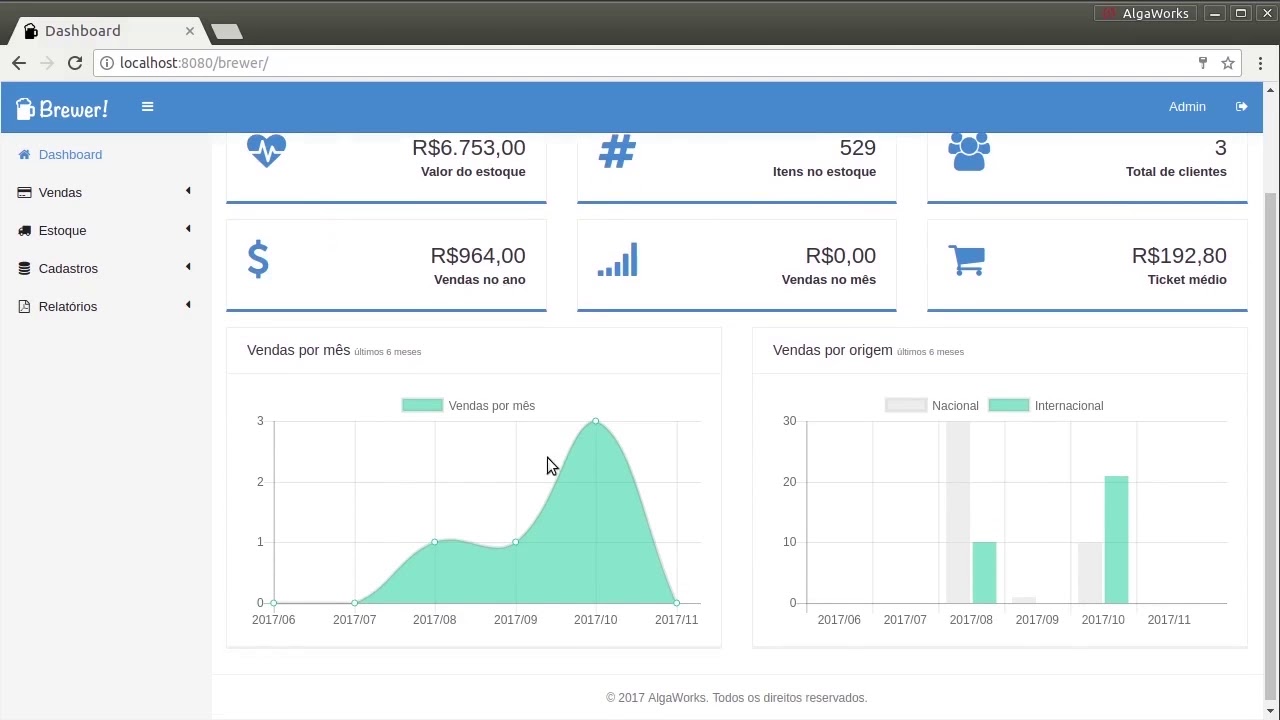 AlgaWorks
Dashboard
localhost:8080/brewer/
Brewer!
Admin
Dashboard
Vendas
Estoque
Cadastros
Relatórios
R$6.753,00
Valor do estoque
529
Itens no estoque
3
Total de clientes
R$964,00
Vendas no ano
R$0,00
Vendas no mês
R$192,80
Ticket médio
Vendas por mês últimos 6 meses
Vendas por mês
3
2
1
0
2017/06 2017/07 2017/08 2017/09 2017/10 2017/11
Vendas por origem últimos 6 meses
Nacional Internacional
30
20
10
0
2017/06 2017/07 2017/08 2017/09 2017/10 2017/11
© 2017 AlgaWorks. Todos os direitos reservados.